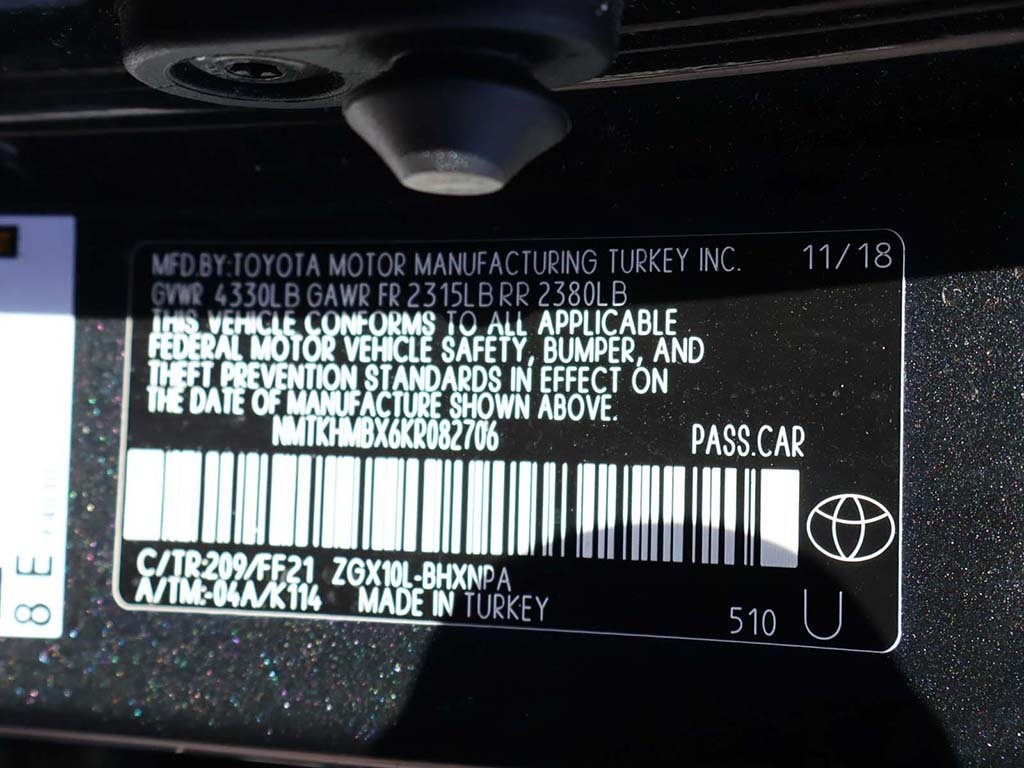 MFD.BY:TOYOTA MOTOR MANUFACTURING TURKEY INC. 11/18
GVWR 4330LB GAWR FR 2315LB RR 2380LB
THIS VEHICLE CONFORMS TO ALL APPLICABLE
FEDERAL MOTOR VEHICLE SAFETY, BUMPER, AND
THEFT PREVENTION STANDARDS IN EFFECT ON
THE DATE OF MANUFACTURE SHOWN ABOVE.
NMTKHMBX6KR082706 PASS.CAR
C/TR:209/FF21 ZGX10L-BHXNPA
A/TM:-04A/K114 MADE IN TURKEY
510 U
8 E